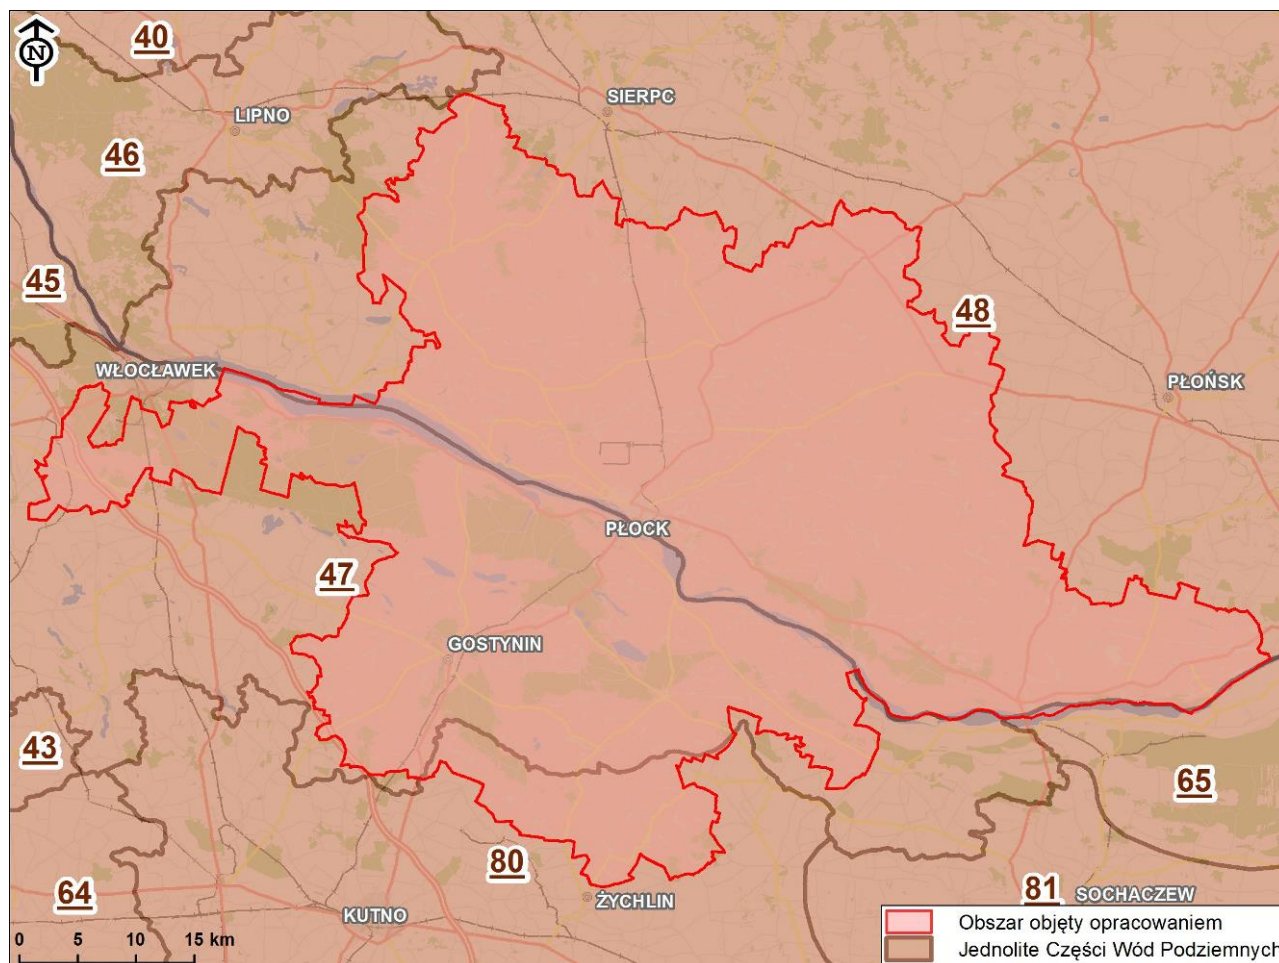 40
N
SIERPC
LIPNO
46
45
48
WŁOCŁAWEK
PŁOŃSK
PŁOCK
47
GOSTYNIN
43
65
80
64
81
SOCHACZEW
ŻYCHLIN
KUTNO
Obszar objęty opracowaniem
0 5 10 15 km
Jednolite Części Wód Podziemnych